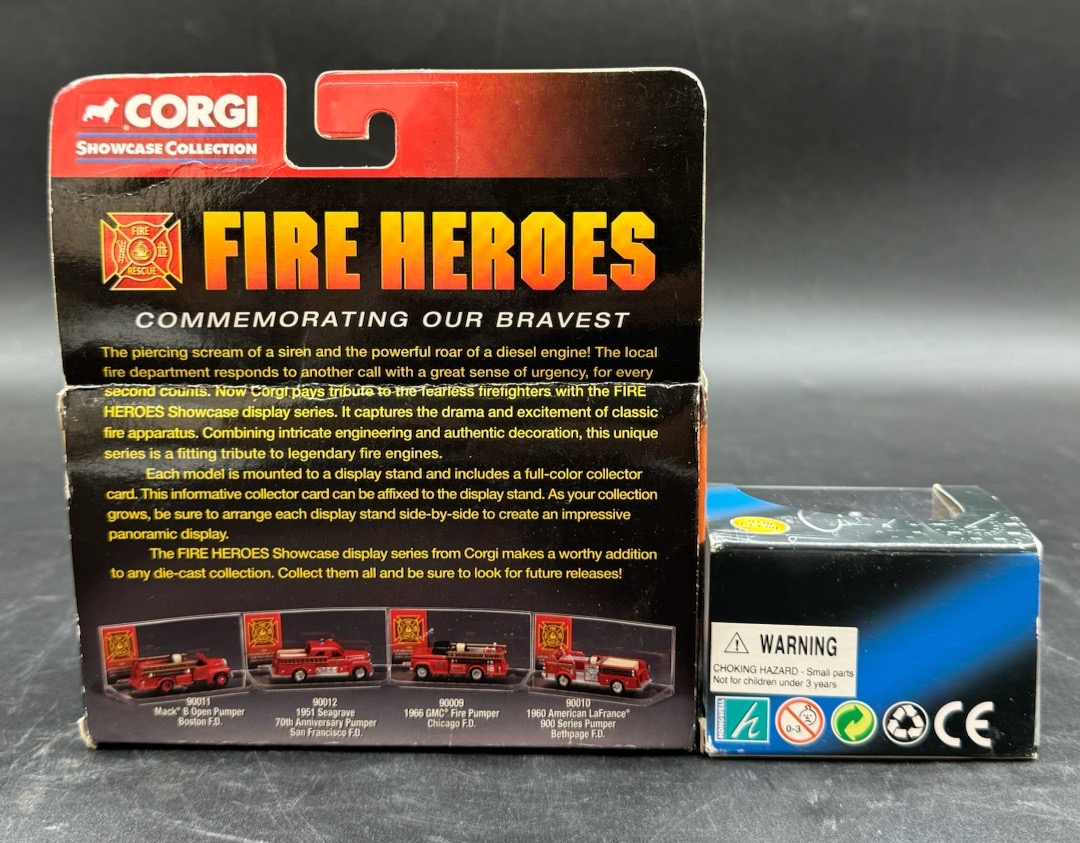 CORGI
SHOWCASE COLLECTION
FIRE
RESCUE
FIRE HEROES
COMMEMORATING OUR BRAVEST
The piercing scream of a siren and the powerful roar of a diesel engine! The local
fire department responds to another call with a great sense of urgency, for every
second counts. Now Corgi pays tribute to the fearless firefighters with the FIRE
HEROES Showcase display series. It captures the drama and excitement of classic
fire apparatus. Combining intricate engineering and authentic decoration, this unique
series is a fitting tribute to legendary fire engines.
Each model is mounted to a display stand and includes a full-color collector
card. This informative collector card can be affixed to the display stand. As your collection
grows, be sure to arrange each display stand side-by-side to create an impressive
panoramic display.
The FIRE HEROES Showcase display series from Corgi makes a worthy addition
to any die-cast collection. Collect them all and be sure to look for future releases!
90011
Mack® B Open Pumper
Boston F.D.
90012
1951 Seagrave
70th Anniversary Pumper
San Francisco F.D.
90009
1966 GMC® Fire Pumper
Chicago F.D.
90010
1960 American LaFrance®
900 Series Pumper
Bethpage F.D.
WARNING
CHOKING HAZARD - Small parts
Not for children under 3 years
HONGWELL
h
0-3
CE